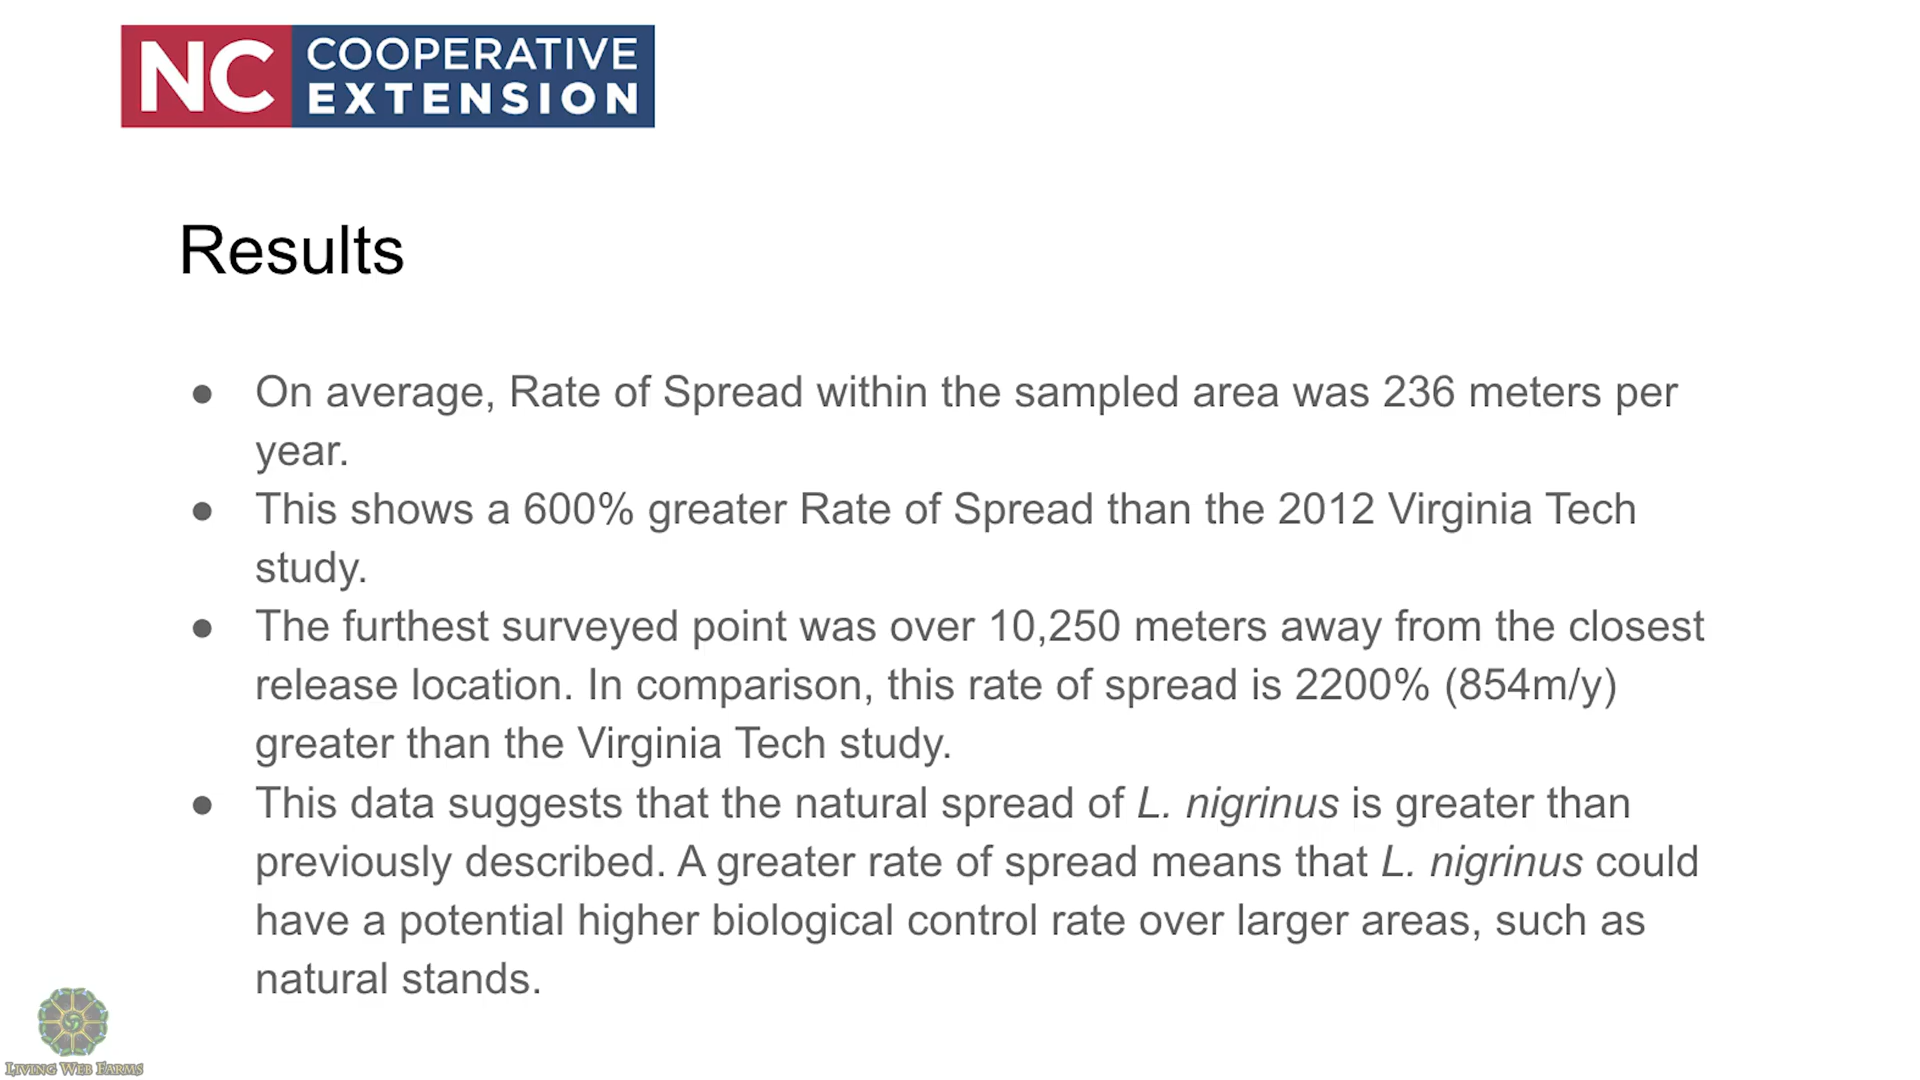 NC COOPERATIVE
EXTENSION
Results
● On average, Rate of Spread within the sampled area was 236 meters per
year.
● This shows a 600% greater Rate of Spread than the 2012 Virginia Tech
study.
● The furthest surveyed point was over 10,250 meters away from the closest
release location. In comparison, this rate of spread is 2200% (854m/y)
greater than the Virginia Tech study.
● This data suggests that the natural spread of L. nigrinus is greater than
previously described. A greater rate of spread means that L. nigrinus could
have a potential higher biological control rate over larger areas, such as
natural stands.
LIVING WEB FARMS